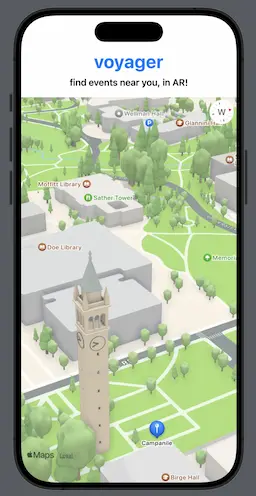 voyager
find events near you, in AR!
Wellman Hall
W
P
Giannini
Moffitt Library
Sather Tower
Doe Library
Memori
Campanile
Maps
Legal
Birge Hall